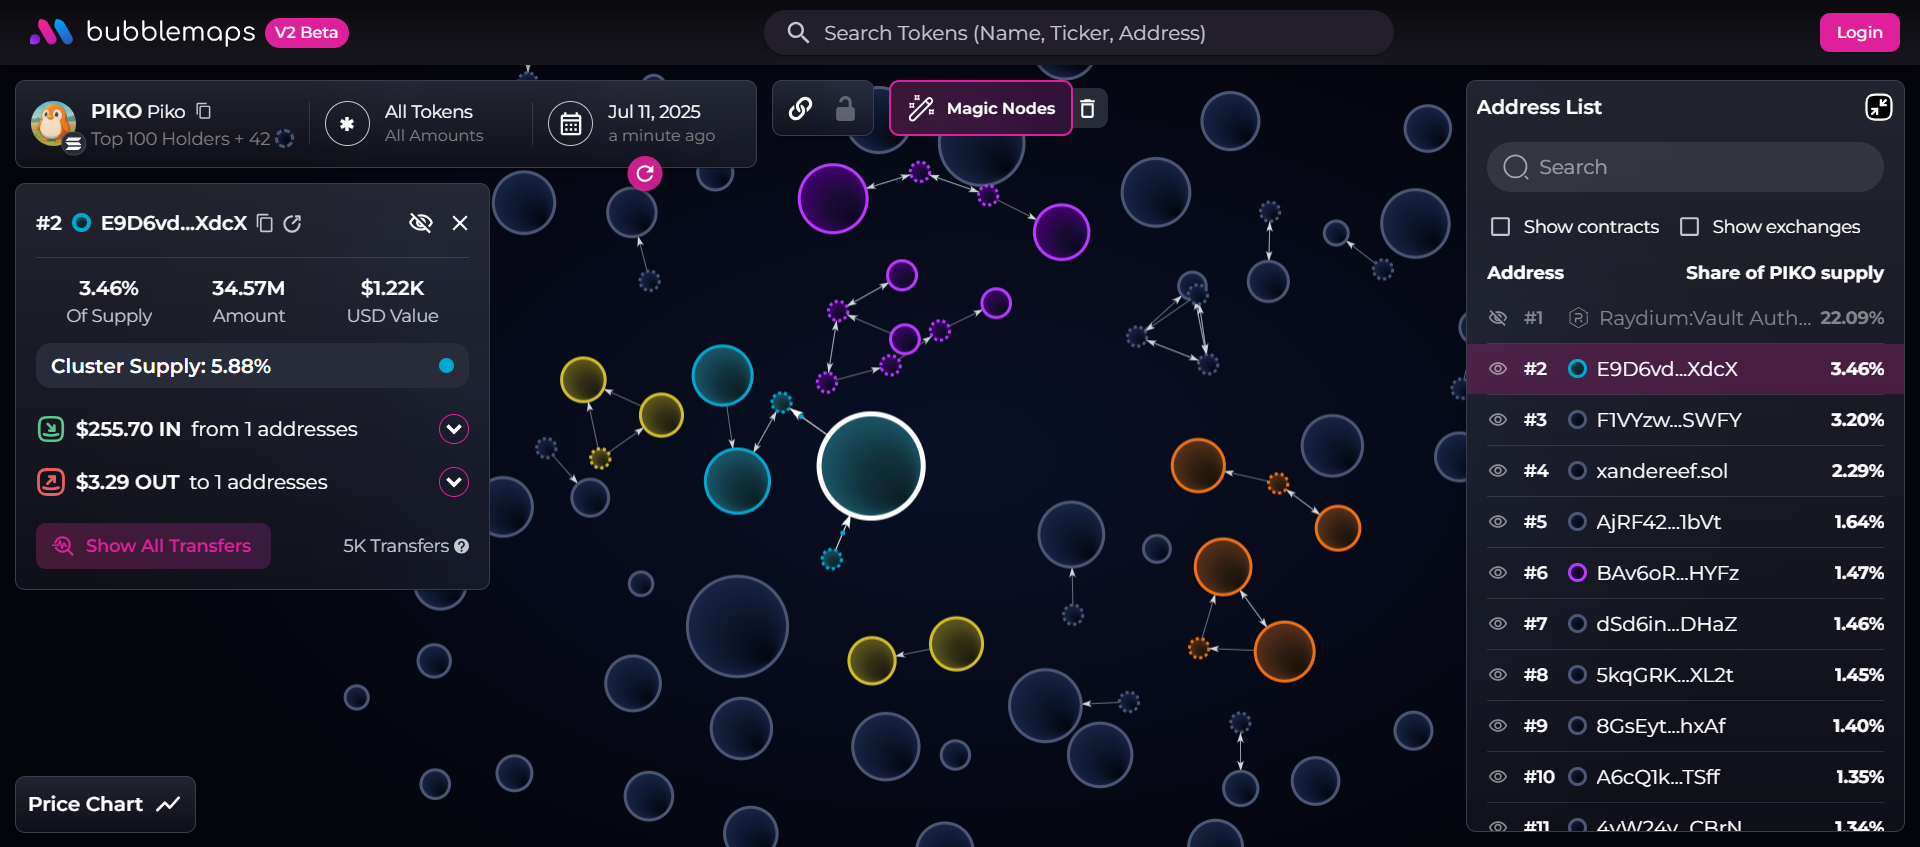 bubblemaps V2 Beta
Search Tokens (Name, Ticker, Address)
Login
PIKO Piko
Top 100 Holders + 42
All Tokens
All Amounts
Jul 11, 2025
a minute ago
Magic Nodes
#2 E9D6vd...XdcX
3.46% 34.57M $1.22K
Of Supply Amount USD Value
Cluster Supply: 5.88%
$255.70 IN from 1 addresses
$3.29 OUT to 1 addresses
Show All Transfers 5K Transfers ?
Price Chart
Address List
Search
Show contracts Show exchanges
Address Share of PIKO supply
#1 Raydium:Vault Auth... 22.09%
#2 E9D6vd...XdcX 3.46%
#3 F1VYzw...SWFY 3.20%
#4 xandereef.sol 2.29%
#5 AjRF42...1bVt 1.64%
#6 BAv6oR...HYFz 1.47%
#7 dSd6in...DHaZ 1.46%
#8 5kqGRK...XL2t 1.45%
#9 8GsEyt...hxAf 1.40%
#10 A6cQ1k...TSff 1.35%
#11 1.34%